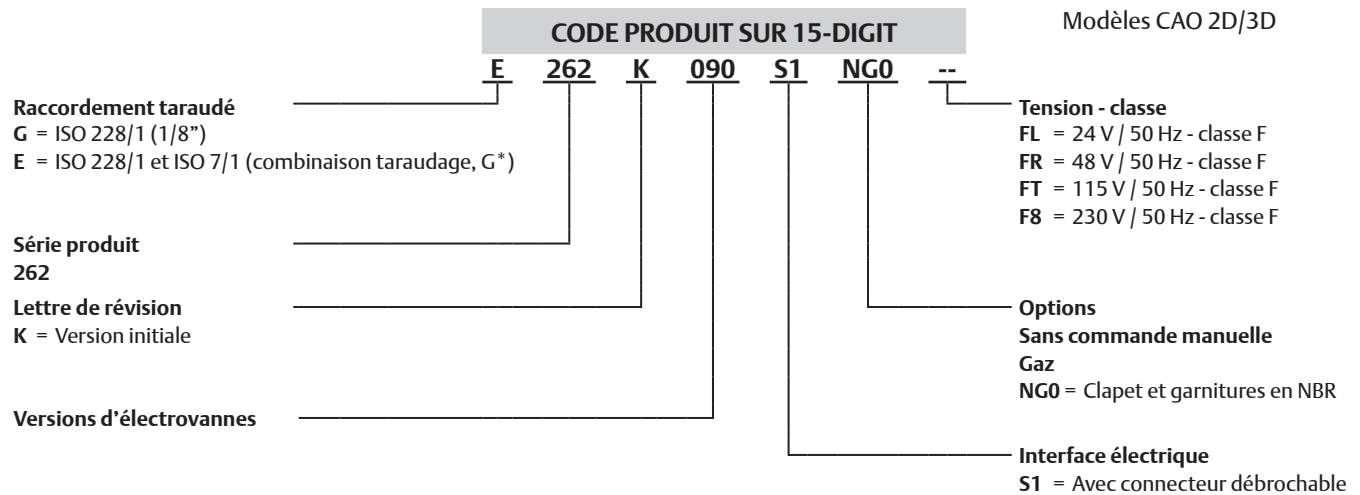 CODE PRODUIT SUR 15-DIGIT
Modèles CAO 2D/3D
E 262 K 090 S1 NG0 --
Raccordement taraudé
G = ISO 228/1 (1/8”)
E = ISO 228/1 et ISO 7/1 (combinaison taraudage, G*)
Série produit
262
Lettre de révision
K = Version initiale
Versions d’électrovannes
Tension - classe
FL = 24 V / 50 Hz - classe F
FR = 48 V / 50 Hz - classe F
FT = 115 V / 50 Hz - classe F
F8 = 230 V / 50 Hz - classe F
Options
Sans commande manuelle
Gaz
NG0 = Clapet et garnitures en NBR
Interface électrique
S1 = Avec connecteur débrochable